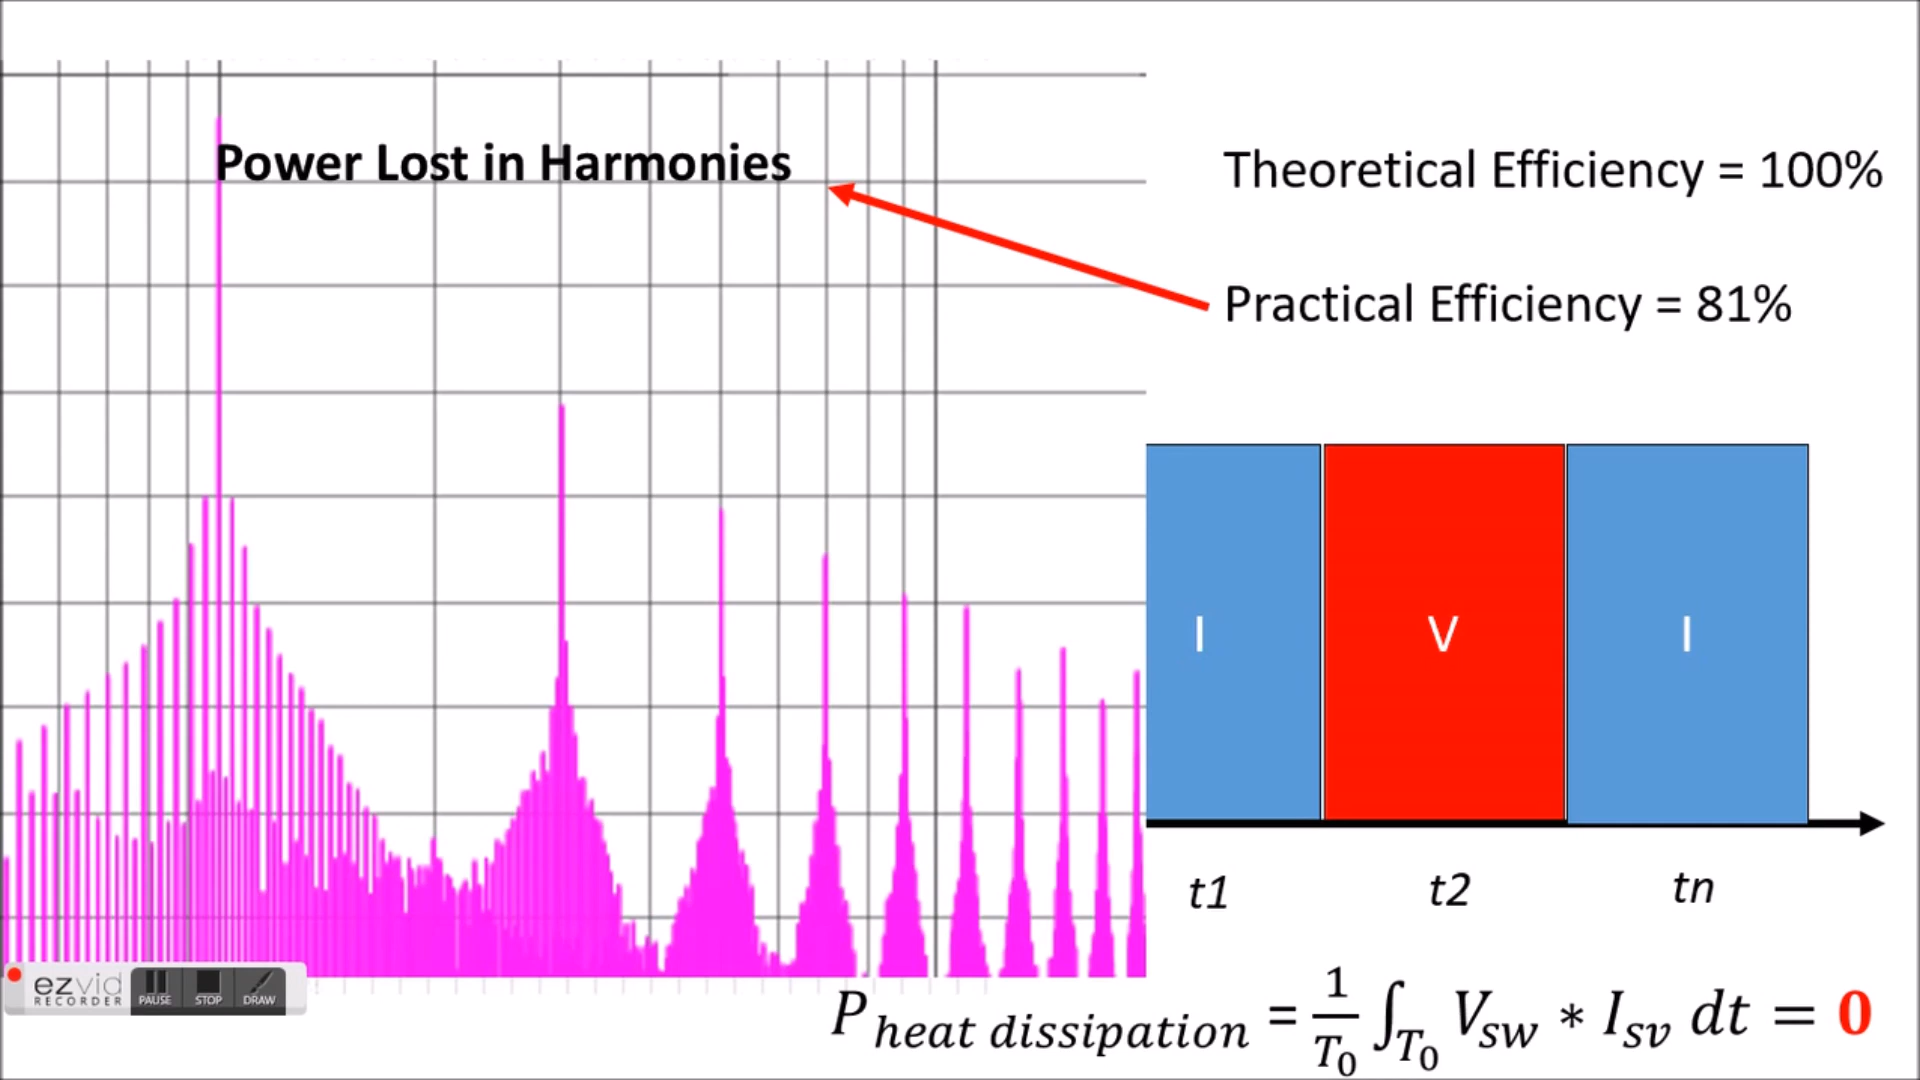 Power Lost in Harmonies
Theoretical Efficiency = 100%
Practical Efficiency = 81%
I V I
t1 t2 tn
ezvid
RECORDER
PAUSE STOP DRAW
P heat dissipation = 1/T₀ ∫T₀ Vsw * Isv dt = 0